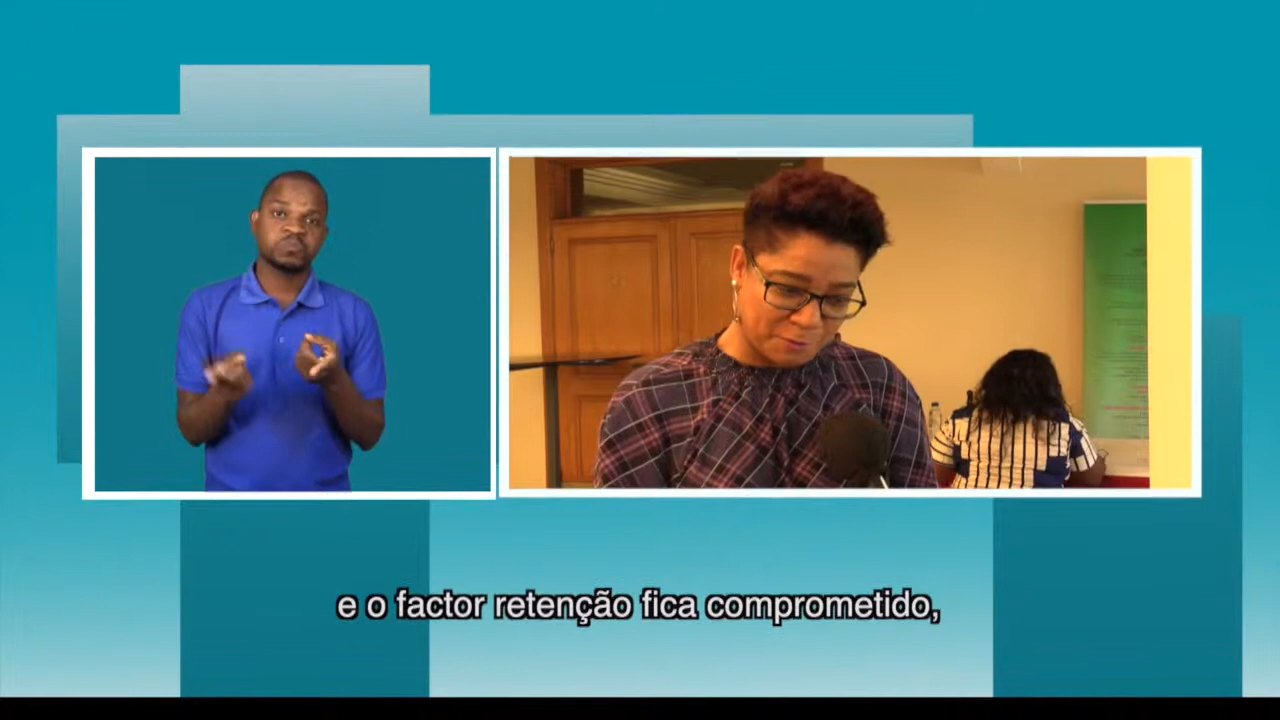 e o factor retenção fica comprometido,